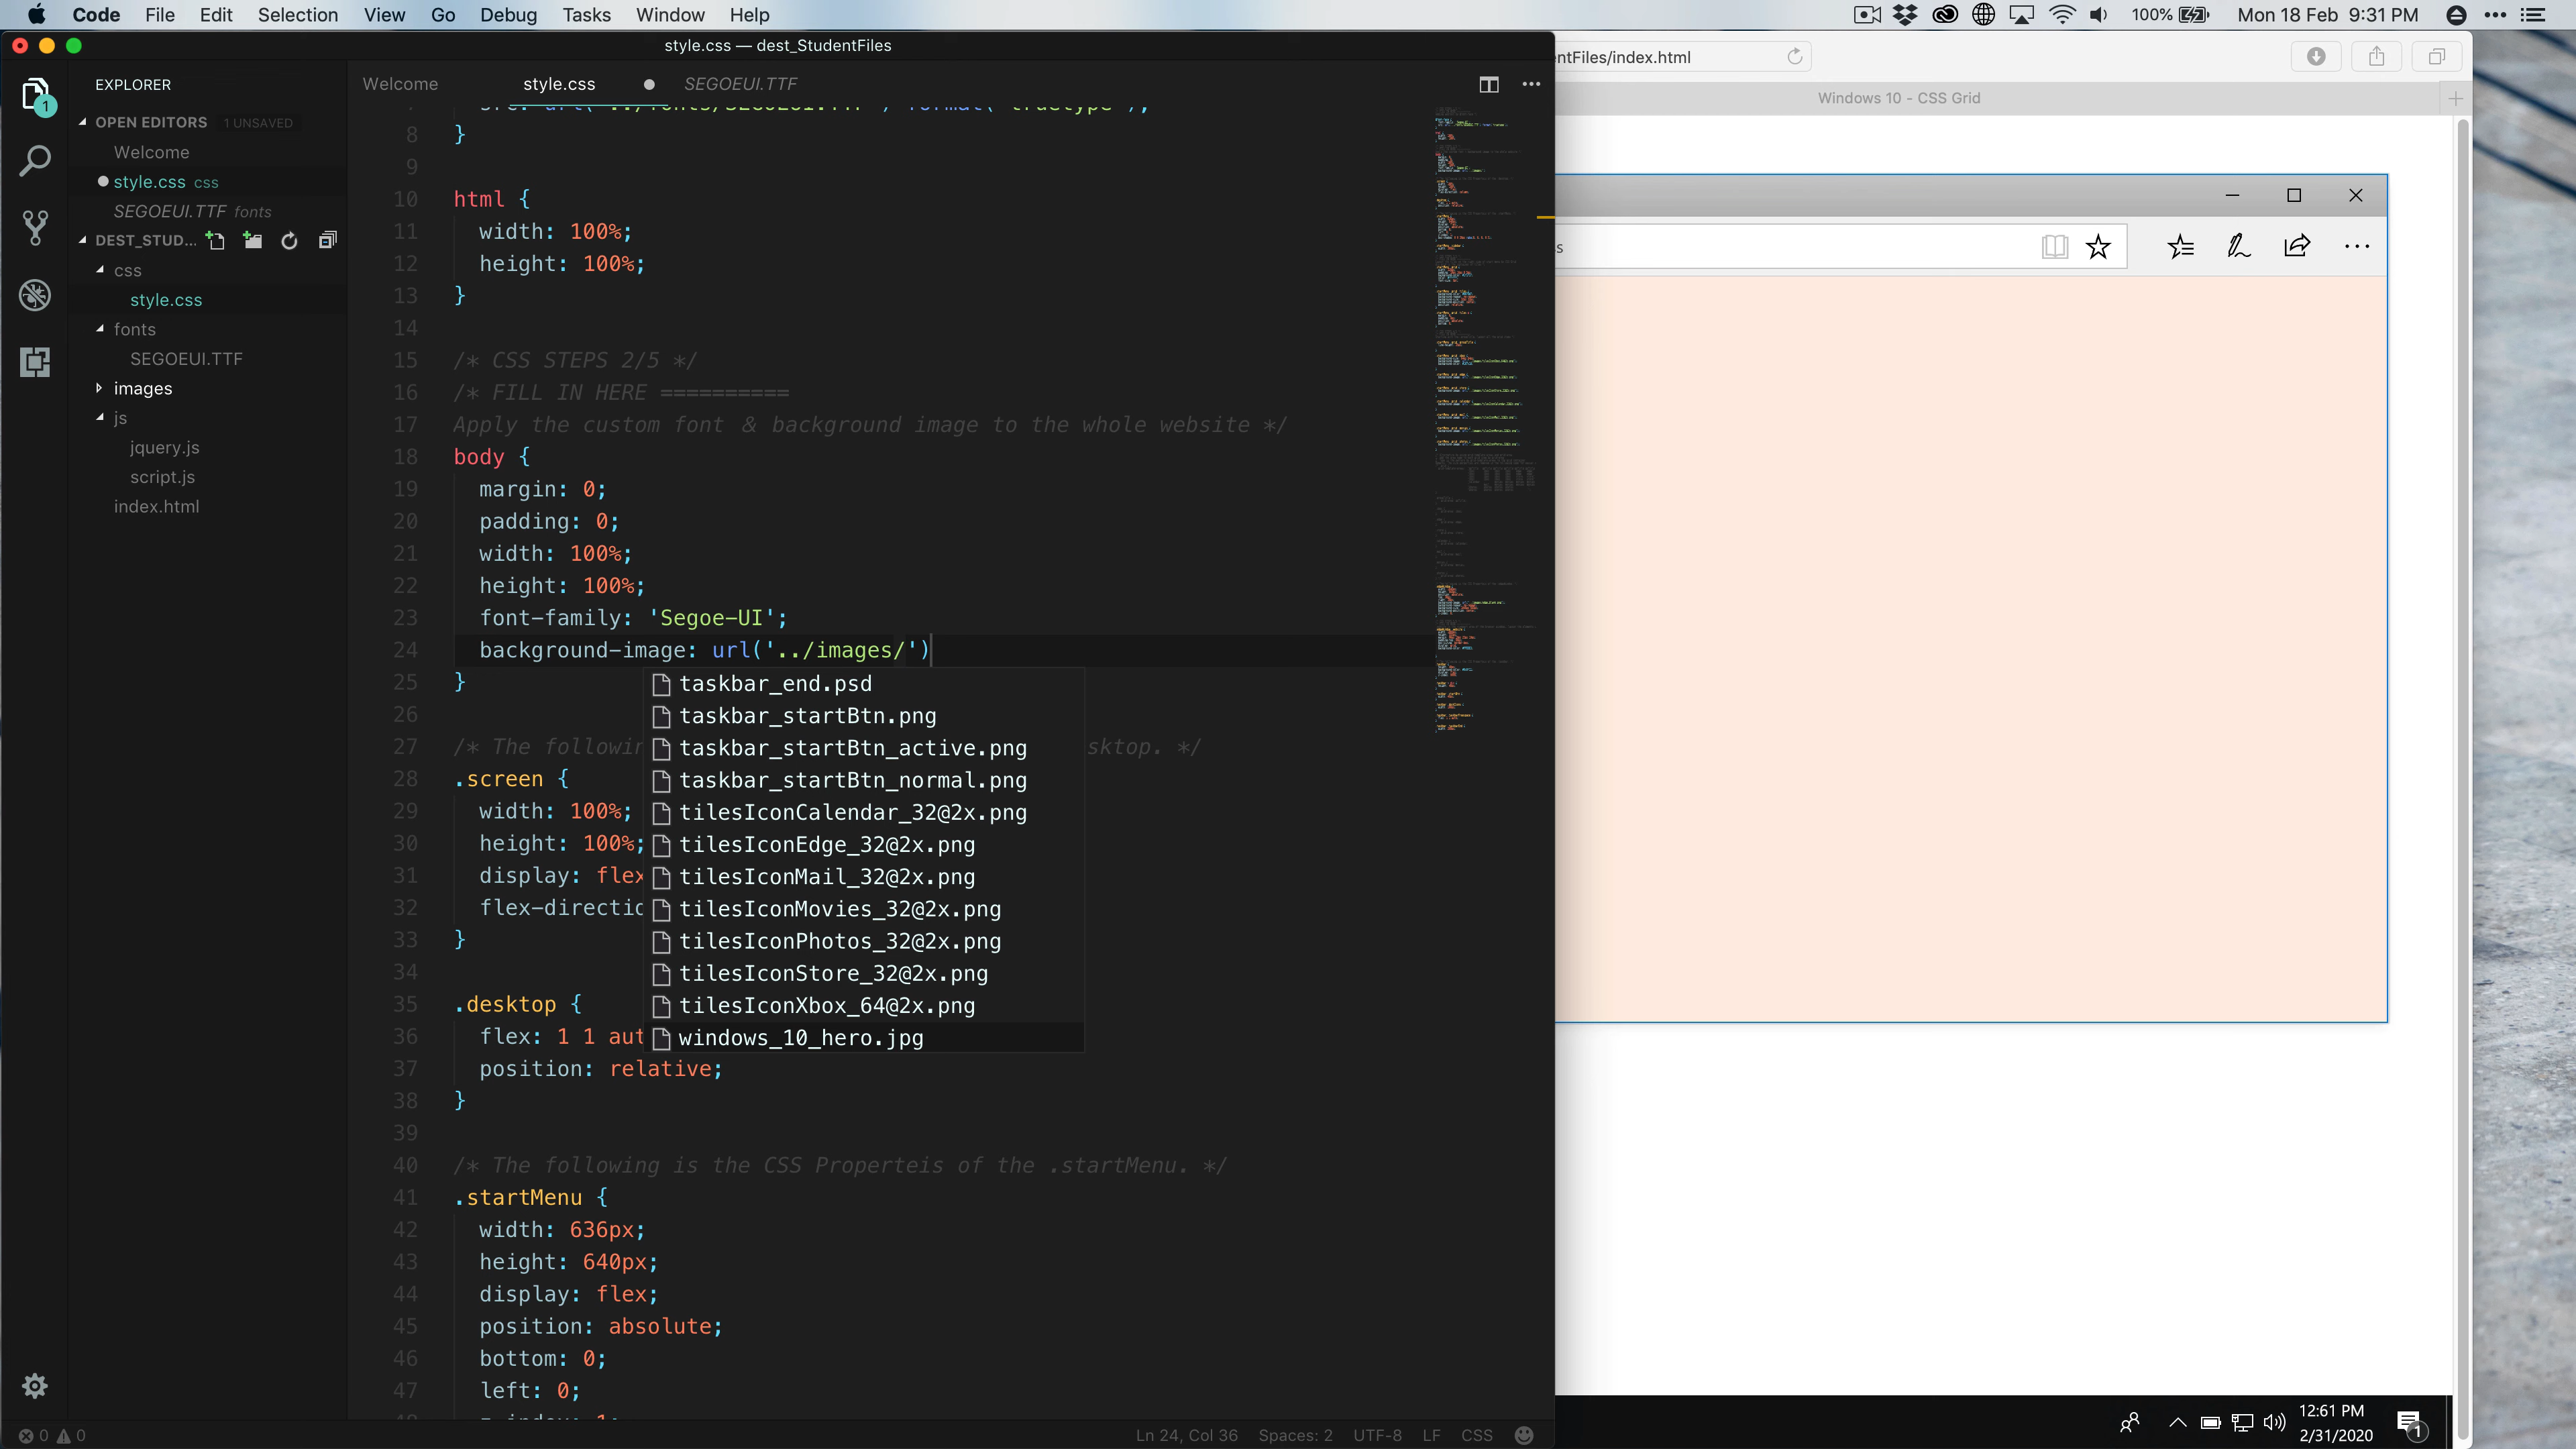 Code File Edit Selection View Go Debug Tasks Window Help 100% Mon 18 Feb 9:31 PM
style.css — dest_StudentFiles
ntFiles/index.html
Windows 10 - CSS Grid
EXPLORER
OPEN EDITORS 1 UNSAVED
Welcome
style.css css
SEGOEUI.TTF fonts
DEST_STUD...
css
style.css
fonts
SEGOEUI.TTF
images
js
jquery.js
script.js
index.html
1
Welcome style.css SEGOEUI.TTF
8 }
9
10 html {
11 width: 100%;
12 height: 100%;
13 }
14
15 /* CSS STEPS 2/5 */
16 /* FILL IN HERE ==========
17 Apply the custom font & background image to the whole website */
18 body {
19 margin: 0;
20 padding: 0;
21 width: 100%;
22 height: 100%;
23 font-family: 'Segoe-UI';
24 background-image: url('../images/')
25 }
26
27 /* The followin sktop. */
28 .screen {
29 width: 100%;
30 height: 100%;
31 display: flex
32 flex-directio
33 }
34
35 .desktop {
36 flex: 1 1 aut
37 position: relative;
38 }
39
40 /* The following is the CSS Properteis of the .startMenu. */
41 .startMenu {
42 width: 636px;
43 height: 640px;
44 display: flex;
45 position: absolute;
46 bottom: 0;
47 left: 0;
taskbar_end.psd
taskbar_startBtn.png
taskbar_startBtn_active.png
taskbar_startBtn_normal.png
tilesIconCalendar_32@2x.png
tilesIconEdge_32@2x.png
tilesIconMail_32@2x.png
tilesIconMovies_32@2x.png
tilesIconPhotos_32@2x.png
tilesIconStore_32@2x.png
tilesIconXbox_64@2x.png
windows_10_hero.jpg
0 0 Ln 24, Col 36 Spaces: 2 UTF-8 LF CSS
s
12:61 PM
2/31/2020
1